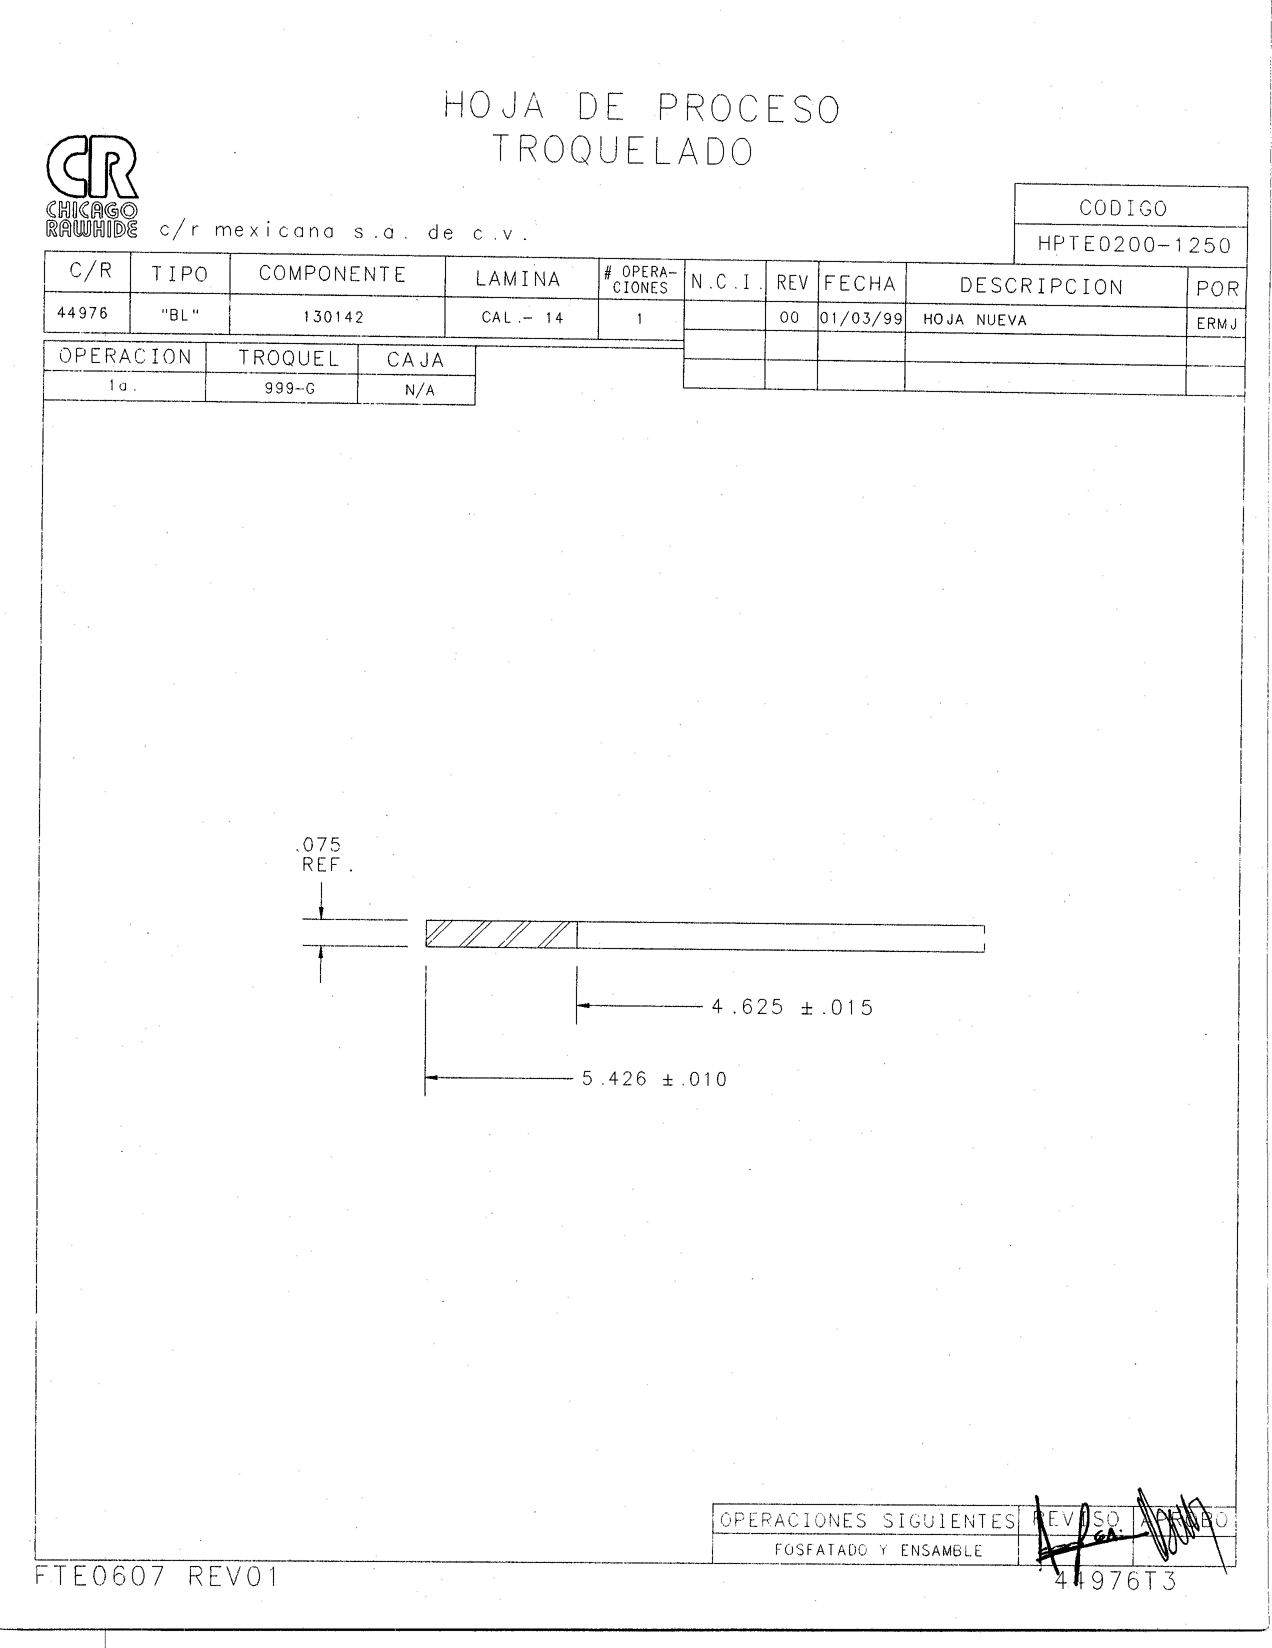 HOJA DE PROCESO
TROQUELADO
CR
CHICAGO
RAWHIDE
c/r mexicana s.a. de c.v.
CODIGO
HPTE0200-1250
C/R TIPO COMPONENTE LAMINA # OPERA-CIONES N.C.I. REV FECHA DESCRIPCION POR
44976 "BL" 130142 CAL.- 14 1 00 01/03/99 HOJA NUEVA ERMJ
OPERACION TROQUEL CAJA
1a. 999-G N/A
.075
REF.
4.625 ±.015
5.426 ±.010
OPERACIONES SIGUIENTES REVISO APROBO
FOSFATADO Y ENSAMBLE
FTE0607 REV01
44976T3